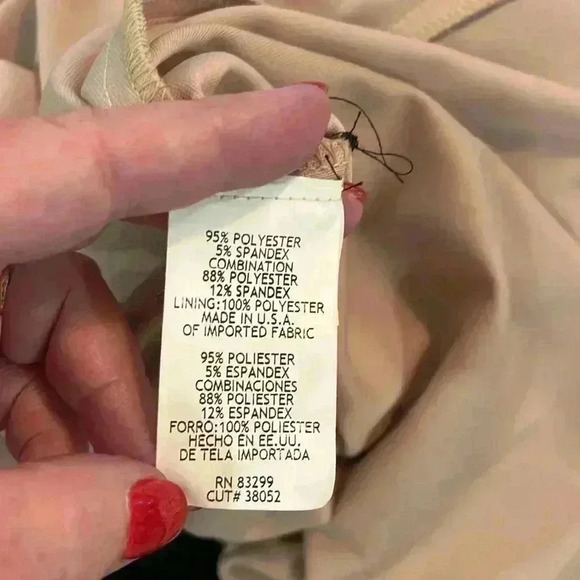 95% POLYESTER
5% SPANDEX
COMBINATION
88% POLYESTER
12% SPANDEX
LINING:100% POLYESTER
MADE IN U.S.A.
OF IMPORTED FABRIC
95% POLIESTER
5% ESPANDEX
COMBINACIONES
88% POLIESTER
12% ESPANDEX
FORRO:100% POLIESTER
HECHO EN EE.UU.
DE TELA IMPORTADA
RN 83299
CUT# 38052